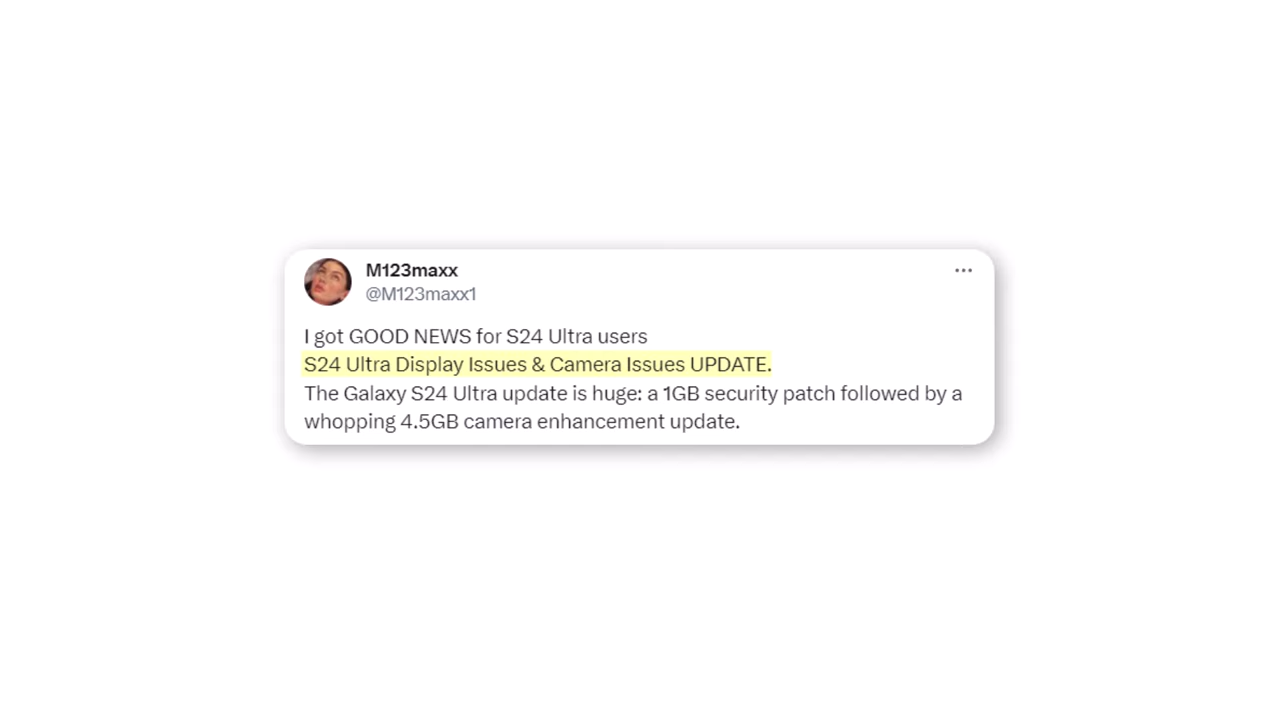 M123maxx
@M123maxx1
I got GOOD NEWS for S24 Ultra users
S24 Ultra Display Issues & Camera Issues UPDATE.
The Galaxy S24 Ultra update is huge: a 1GB security patch followed by a
whopping 4.5GB camera enhancement update.